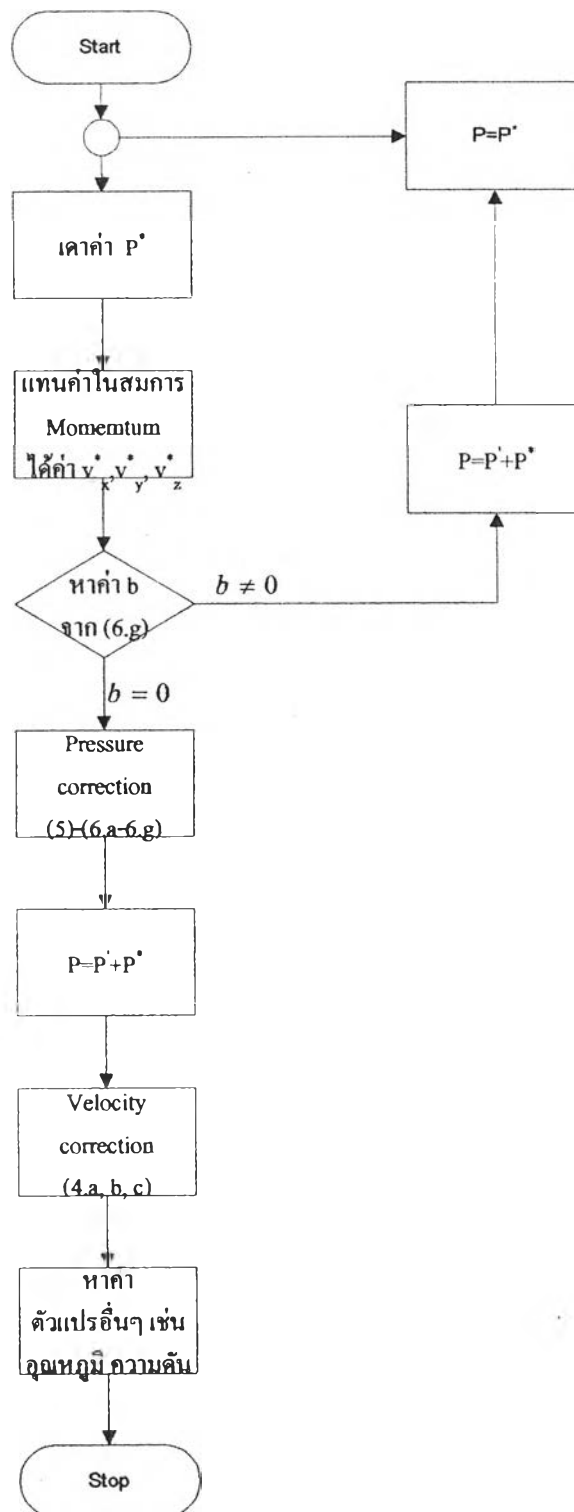 Start
P=P*
เดาค่า P*
แทนค่าในสมการ
Momemtum
ได้ค่า v*x, v*y, v*z
P=P'+P*
หาค่า b
จาก (6.g)
b ≠ 0
b = 0
Pressure
correction
(5)-(6.a-6.g)
P=P'+P*
Velocity
correction
(4.a, b, c)
หาคา
ตัวแปรอื่นๆ เช่น
อุณหภูมิ ความดัน
Stop